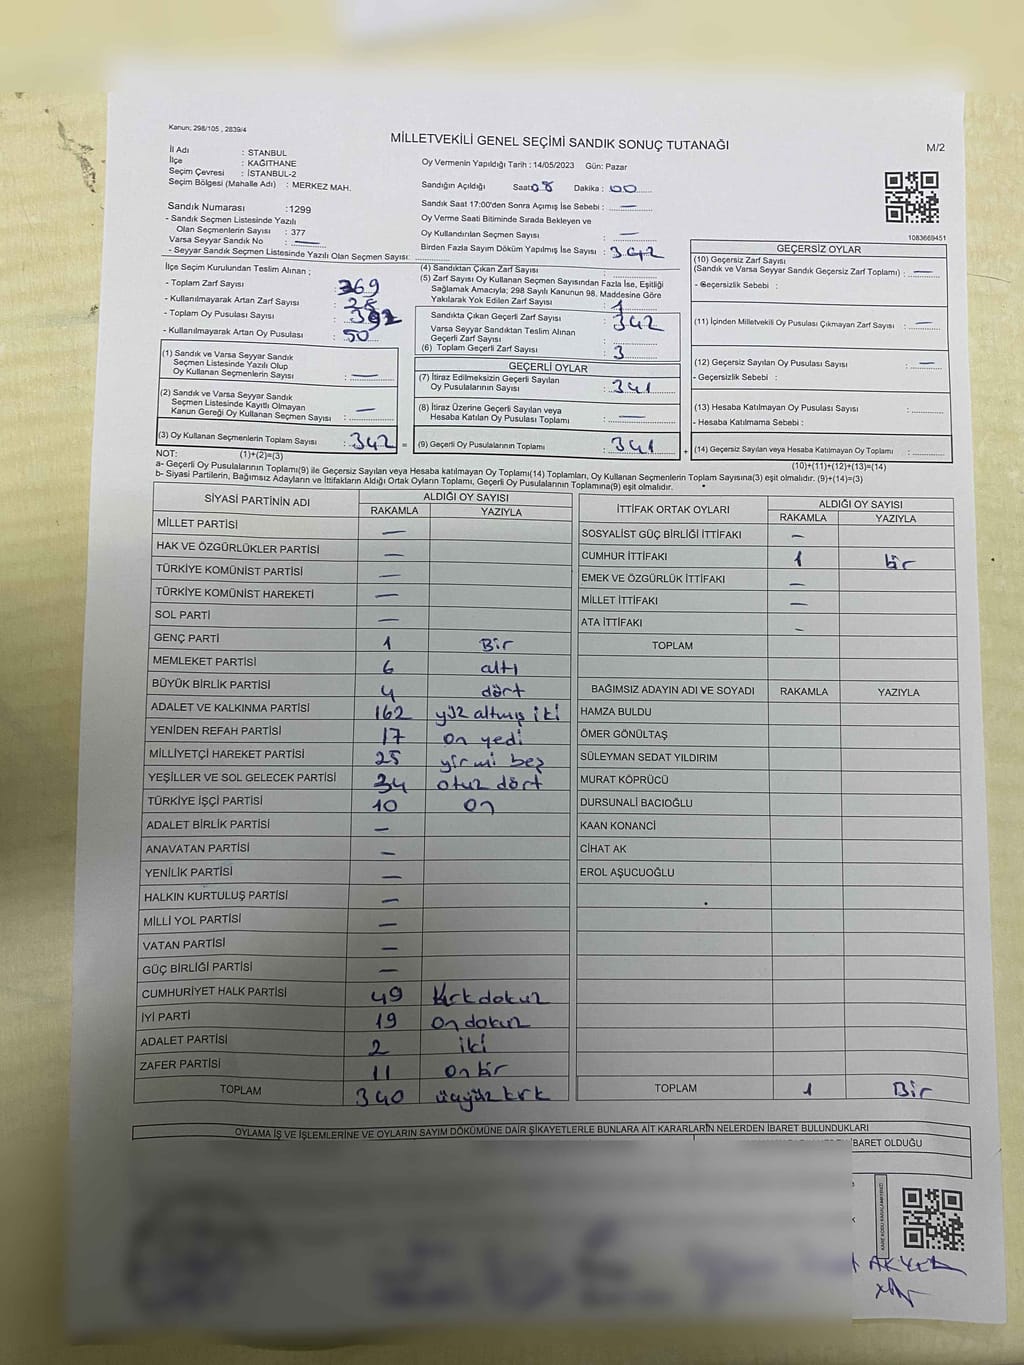 Kanun; 298/105 , 2839/4
MİLLETVEKİLİ GENEL SEÇİMİ SANDIK SONUÇ TUTANAĞI
M/2
İl Adı : STANBUL
İlçe : KAĞITHANE
Seçim Çevresi : İSTANBUL-2
Seçim Bölgesi (Mahalle Adı) : MERKEZ MAH.
Oy Vermenin Yapıldığı Tarih : 14/05/2023 Gün: Pazar
Sandığın Açıldığı Saat: 08 Dakika : 00
Sandık Saat 17:00'den Sonra Açımış İse Sebebi : —
Oy Verme Saati Bitiminde Sırada Bekleyen ve
Oy Kullandırılan Seçmen Sayısı : —
Birden Fazla Sayım Döküm Yapılmış İse Sayısı : 342
1083669451
Sandık Numarası :1299
- Sandık Seçmen Listesinde Yazılı
Olan Seçmenlerin Sayısı : 377
Varsa Seyyar Sandık No : —
- Seyyar Sandık Seçmen Listesinde Yazılı Olan Seçmen Sayısı:
İlçe Seçim Kurulundan Teslim Alınan ;
- Toplam Zarf Sayısı : 369
- Kullanılmayarak Artan Zarf Sayısı :
- Toplam Oy Pusulası Sayısı :
- Kullanılmayarak Artan Oy Pusulası : 50
(1) Sandık ve Varsa Seyyar Sandık
Seçmen Listesinde Yazılı Olup
Oy Kullanan Seçmenlerin Sayısı : —
(2) Sandık ve Varsa Seyyar Sandık
Seçmen Listesinde Kayıtlı Olmayan
Kanun Gereği Oy Kullanan Seçmen Sayısı : —
(3) Oy Kullanan Seçmenlerin Toplam Sayısı : 342 =
(4) Sandıktan Çıkan Zarf Sayısı :
(5) Zarf Sayısı Oy Kullanan Seçmen Sayısından Fazla İse, Eşitliği
Sağlamak Amacıyla; 298 Sayılı Kanunun 98. Maddesine Göre
Yakılarak Yok Edilen Zarf Sayısı : 1
Sandıkta Çıkan Geçerli Zarf Sayısı : 342
Varsa Seyyar Sandıktan Teslim Alınan
Geçerli Zarf Sayısı :
(6) Toplam Geçerli Zarf Sayısı : 3
GEÇERLİ OYLAR
(7) İtiraz Edilmeksizin Geçerli Sayılan
Oy Pusulalarının Sayısı : 341
(8) İtiraz Üzerine Geçerli Sayılan veya
Hesaba Katılan Oy Pusulaları Toplamı : —
(9) Geçerli Oy Pusulalarının Toplamı : 341 +
GEÇERSİZ OYLAR
(10) Geçersiz Zarf Sayısı
(Sandık ve Varsa Seyyar Sandık Geçersiz Zarf Toplamı) : —
- Geçersizlik Sebebi :
(11) İçinden Milletvekili Oy Pusulası Çıkmayan Zarf Sayısı : —
(12) Geçersiz Sayılan Oy Pusulası Sayısı : —
- Geçersizlik Sebebi :
(13) Hesaba Katılmayan Oy Pusulası Sayısı :
- Hesaba Katılmama Sebebi :
(14) Geçersiz Sayılan veya Hesaba Katılmayan Oy Toplamı :
NOT: (1)+(2)=(3)
(10)+(11)+(12)+(13)=(14)
a- Geçerli Oy Pusulalarının Toplamı(9) ile Geçersiz Sayılan veya Hesaba katılmayan Oy Toplamı(14) Toplamları, Oy Kullanan Seçmenlerin Toplam Sayısına(3) eşit olmalıdır. (9)+(14)=(3)
b- Siyasi Partilerin, Bağımsız Adayların ve İttifakların Aldığı Ortak Oyların Toplamı, Geçerli Oy Pusulalarının Toplamına(9) eşit olmalıdır.
SİYASİ PARTİNİN ADI ALDIĞI OY SAYISI
RAKAMLA YAZIYLA
MİLLET PARTİSİ —
HAK VE ÖZGÜRLÜKLER PARTİSİ —
TÜRKİYE KOMÜNİST PARTİSİ —
TÜRKİYE KOMÜNİST HAREKETİ —
SOL PARTİ —
GENÇ PARTİ 1 Bir
MEMLEKET PARTİSİ 6 altı
BÜYÜK BİRLİK PARTİSİ 4 dört
ADALET VE KALKINMA PARTİSİ 162 yüz altmış iki
YENİDEN REFAH PARTİSİ 17 on yedi
MİLLİYETÇİ HAREKET PARTİSİ 25 yirmi beş
YEŞİLLER VE SOL GELECEK PARTİSİ 34 otuz dört
TÜRKİYE İŞÇİ PARTİSİ 10 On
ADALET BİRLİK PARTİSİ —
ANAVATAN PARTİSİ —
YENİLİK PARTİSİ —
HALKIN KURTULUŞ PARTİSİ —
MİLLİ YOL PARTİSİ —
VATAN PARTİSİ —
GÜÇ BİRLİĞİ PARTİSİ —
CUMHURİYET HALK PARTİSİ 49 kırkdokuz
İYİ PARTİ 19 on dokuz
ADALET PARTİSİ 2 iki
ZAFER PARTİSİ 11 on bir
TOPLAM 340 üçyüzkırk
İTTİFAK ORTAK OYLARI ALDIĞI OY SAYISI
RAKAMLA YAZIYLA
SOSYALİST GÜÇ BİRLİĞİ İTTİFAKI —
CUMHUR İTTİFAKI 1 bir
EMEK VE ÖZGÜRLÜK İTTİFAKI —
MİLLET İTTİFAKI —
ATA İTTİFAKI —
TOPLAM
BAĞIMSIZ ADAYIN ADI VE SOYADI RAKAMLA YAZIYLA
HAMZA BULDU
ÖMER GÖNÜLTAŞ
SÜLEYMAN SEDAT YILDIRIM
MURAT KÖPRÜCÜ
DURSUNALİ BACIOĞLU
KAAN KONANCİ
CİHAT AK
EROL AŞUCUOĞLU
TOPLAM 1 Bir
OYLAMA İŞ VE İŞLEMLERİNE VE OYLARIN SAYIM DÖKÜMÜNE DAİR ŞİKAYETLERLE BUNLARA AİT KARARLARIN NELERDEN İBARET BULUNDUKLARI
İBARET OLDUĞU